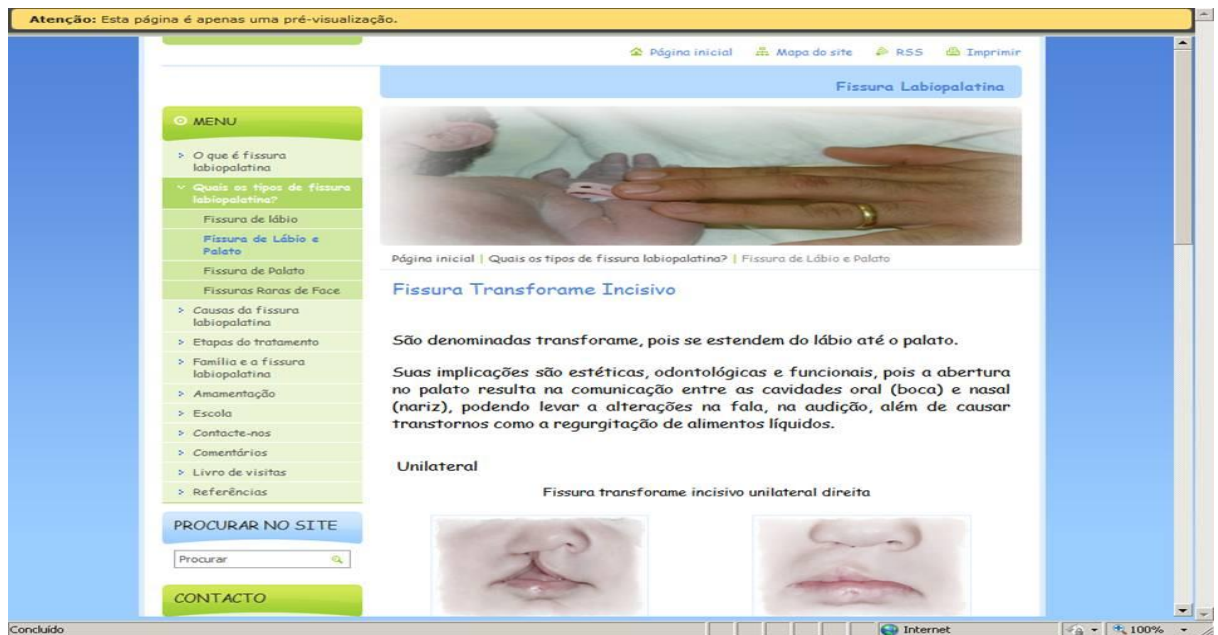 Atenção: Esta página é apenas uma pré-visualização.
Página inicial
Mapa do site
RSS
Imprimir
Fissura Labiopalatina
MENU
O que é fissura
labiopalatina
Quais os tipos de fissura
labiopalatina?
Fissura de lábio
Fissura de Lábio e
Palato
Fissura de Palato
Fissuras Raras de Face
Causas da fissura
labiopalatina
Etapas do tratamento
Família e a fissura
labiopalatina
Amamentação
Escola
Contacte-nos
Comentários
Livro de visitas
Referências
PROCURAR NO SITE
Procurar
CONTACTO
Página inicial | Quais os tipos de fissura labiopalatina? | Fissura de Lábio e Palato
Fissura Transforame Incisivo
São denominadas transforame, pois se estendem do lábio até o palato.
Suas implicações são estéticas, odontológicas e funcionais, pois a abertura
no palato resulta na comunicação entre as cavidades oral (boca) e nasal
(nariz), podendo levar a alterações na fala, na audição, além de causar
transtornos como a regurgitação de alimentos líquidos.
Unilateral
Fissura transforame incisivo unilateral direita
Concluído
Internet
100%